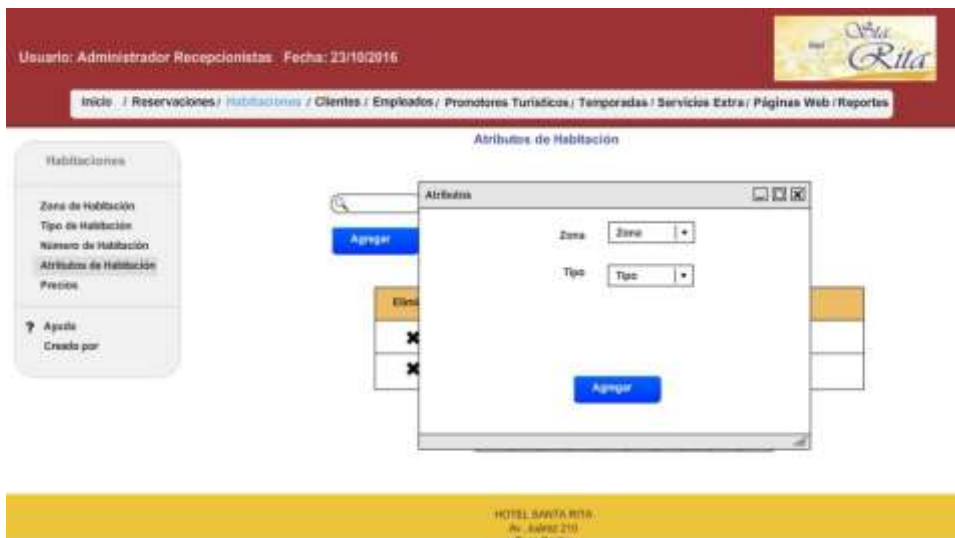 Usuario: Administrador Recepcionistas Fecha: 23/10/2016
Sta
Rita
Inicio / Reservaciones / Habitaciones / Clientes / Empleados / Promotores Turísticos / Temporadas / Servicios Extra / Páginas Web / Reportes
Atributos de Habitación
Habitaciones
Zona de Habitación
Tipo de Habitación
Número de Habitación
Atributos de Habitación
Precios
? Ayuda
Creado por
Agregar
Elimi
Atributos
Zona Zona
Tipo Tipo
Agregar
HOTEL SANTA RITA
Av. Juárez 210